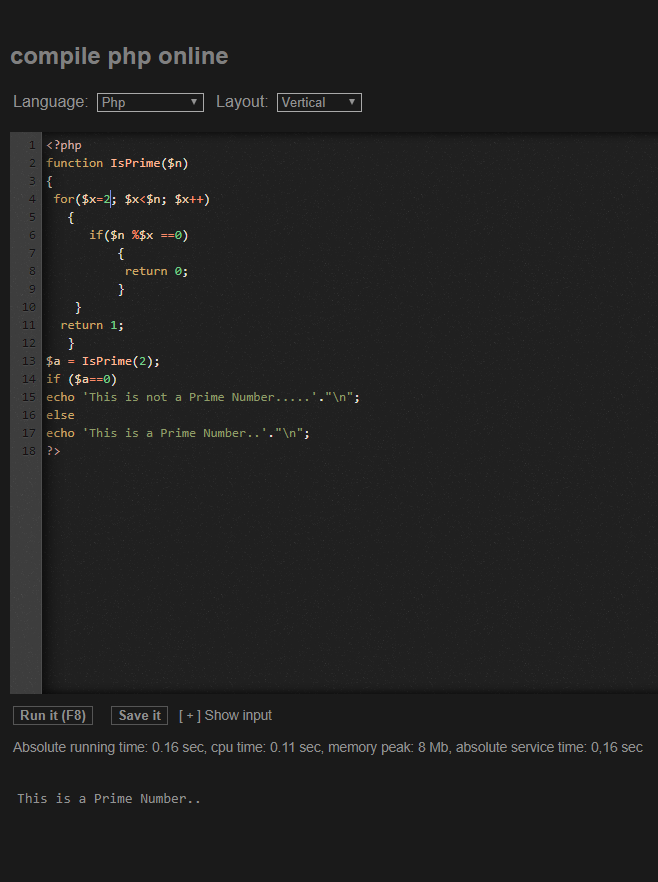 compile php online
Language: Php Layout: Vertical
1 <?php
2 function IsPrime($n)
3 {
4 for($x=2; $x<$n; $x++)
5 {
6 if($n %$x ==0)
7 {
8 return 0;
9 }
10 }
11 return 1;
12 }
13 $a = IsPrime(2);
14 if ($a==0)
15 echo 'This is not a Prime Number.....'."\n";
16 else
17 echo 'This is a Prime Number..'."\n";
18 ?>
Run it (F8) Save it [ + ] Show input
Absolute running time: 0.16 sec, cpu time: 0.11 sec, memory peak: 8 Mb, absolute service time: 0,16 sec
This is a Prime Number..